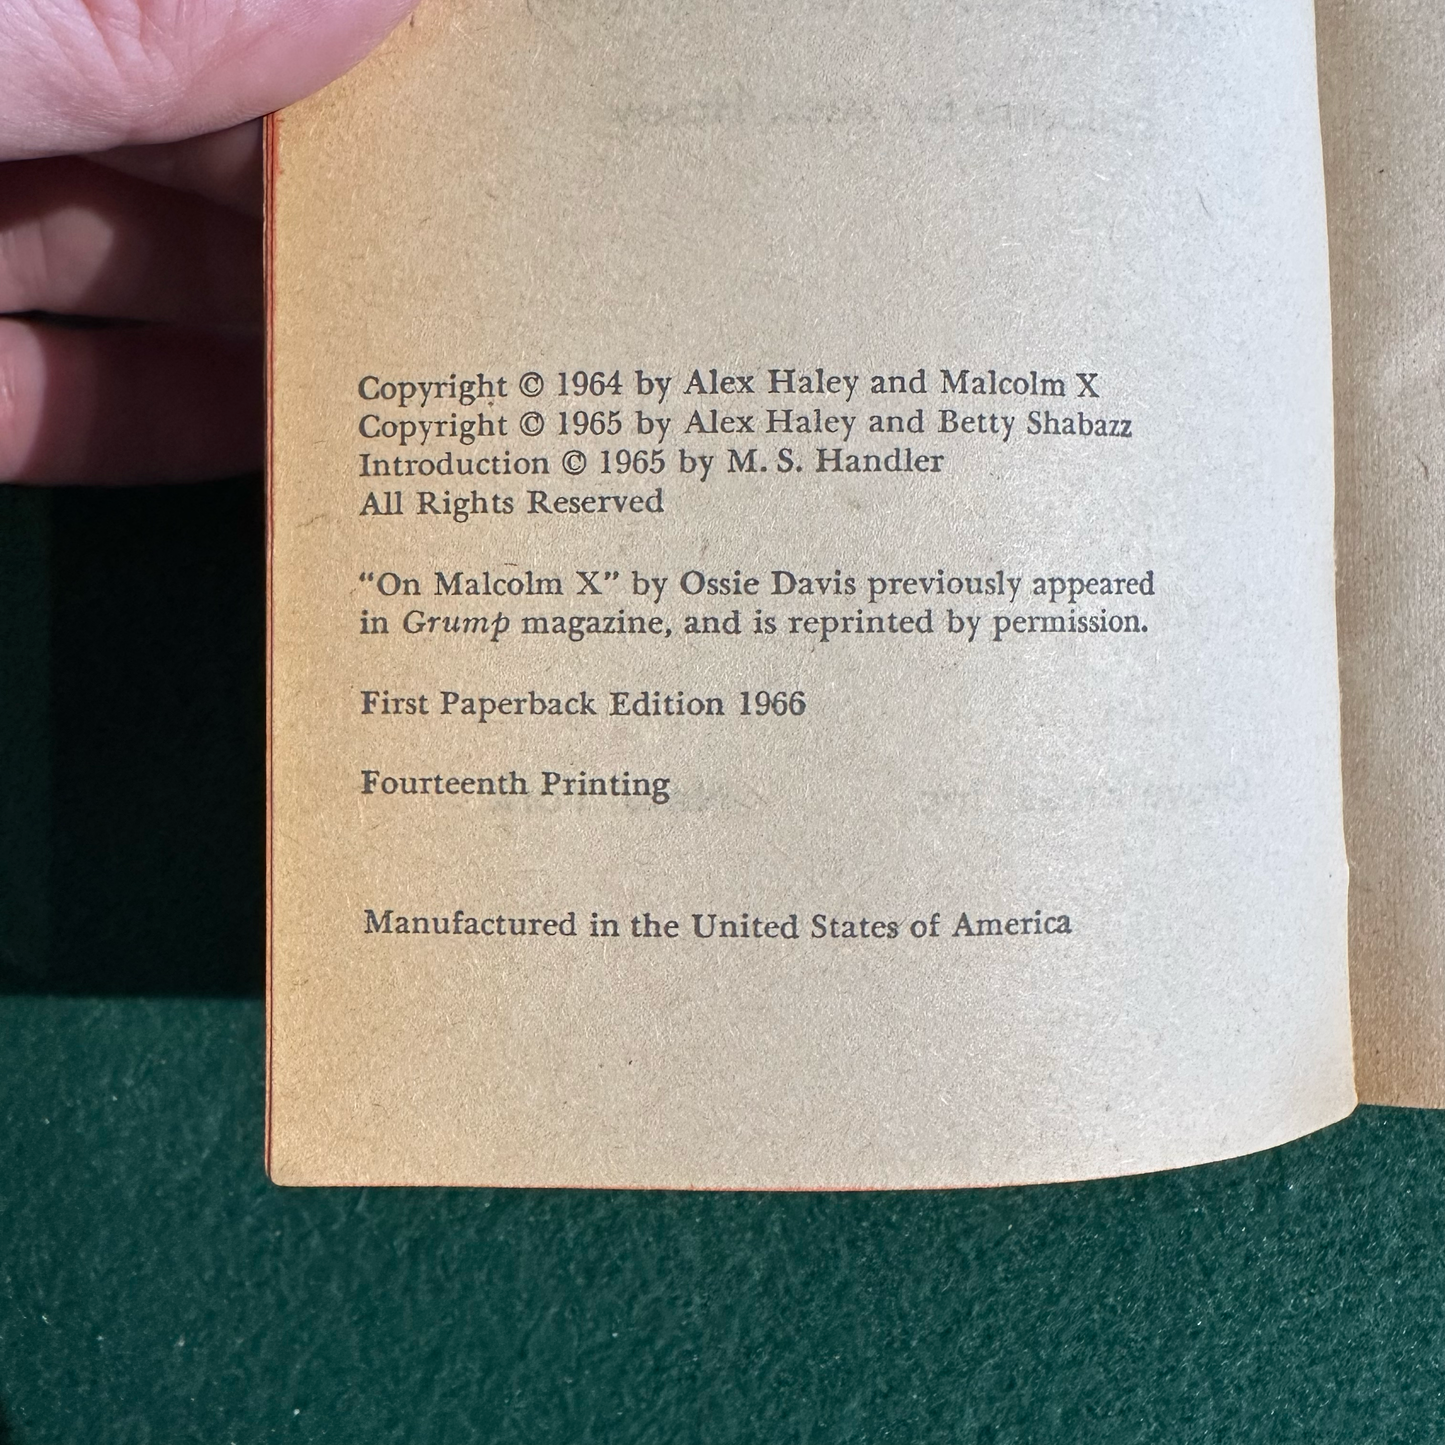 Copyright © 1964 by Alex Haley and Malcolm X
Copyright © 1965 by Alex Haley and Betty Shabazz
Introduction © 1965 by M. S. Handler
All Rights Reserved
“On Malcolm X” by Ossie Davis previously appeared
in Grump magazine, and is reprinted by permission.
First Paperback Edition 1966
Fourteenth Printing
Manufactured in the United States of America